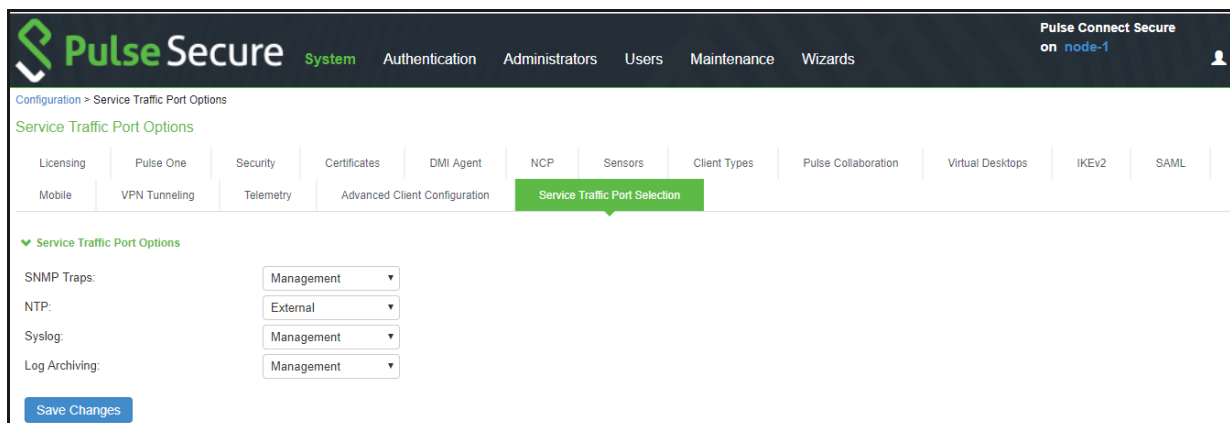 Pulse Secure
System Authentication Administrators Users Maintenance Wizards
Pulse Connect Secure
on node-1
Configuration > Service Traffic Port Options
Service Traffic Port Options
Licensing Pulse One Security Certificates DMI Agent NCP Sensors Client Types Pulse Collaboration Virtual Desktops IKEv2 SAML
Mobile VPN Tunneling Telemetry Advanced Client Configuration Service Traffic Port Selection
Service Traffic Port Options
SNMP Traps: Management
NTP: External
Syslog: Management
Log Archiving: Management
Save Changes